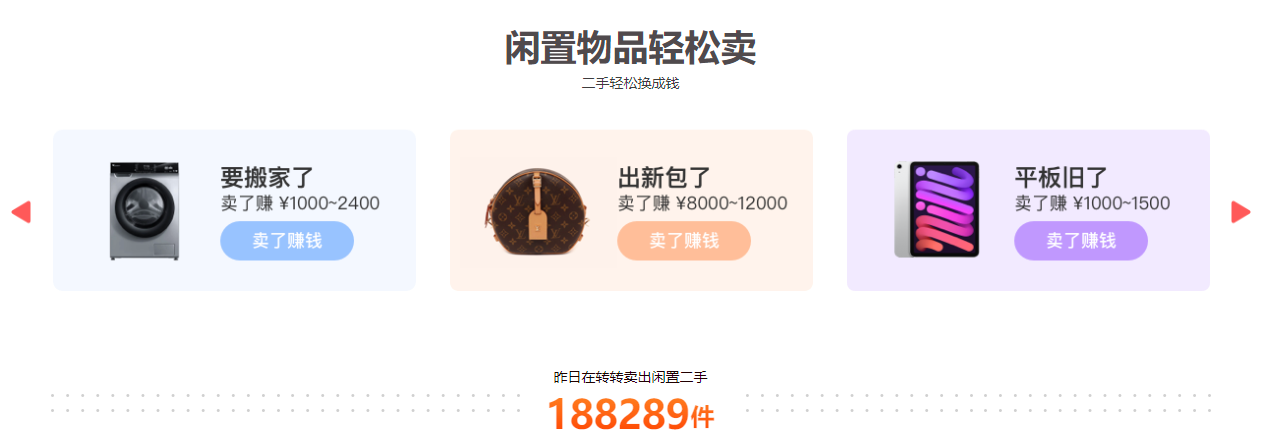 闲置物品轻松卖
二手轻松换成钱
要搬家了
卖了赚 ¥1000~2400
卖了赚钱
出新包了
卖了赚 ¥8000~12000
卖了赚钱
平板旧了
卖了赚 ¥1000~1500
卖了赚钱
昨日在转转卖出闲置二手
188289件